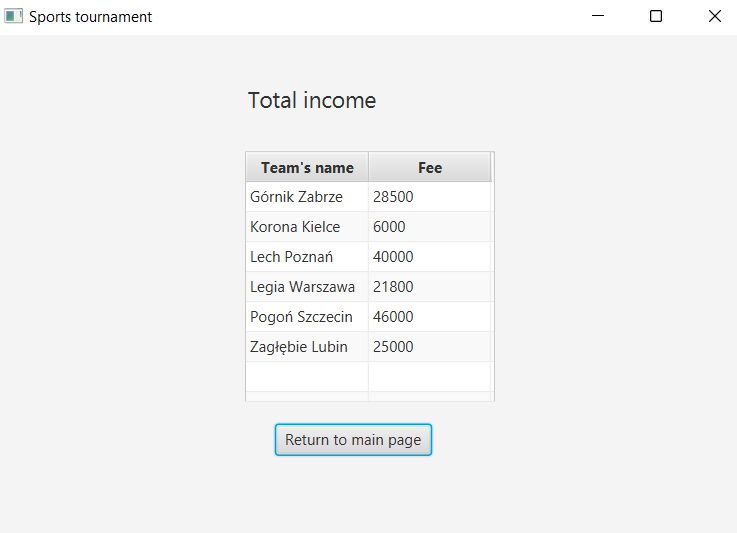 Sports tournament
Total income
Team's name Fee
Górnik Zabrze 28500
Korona Kielce 6000
Lech Poznań 40000
Legia Warszawa 21800
Pogoń Szczecin 46000
Zagłębie Lubin 25000
Return to main page